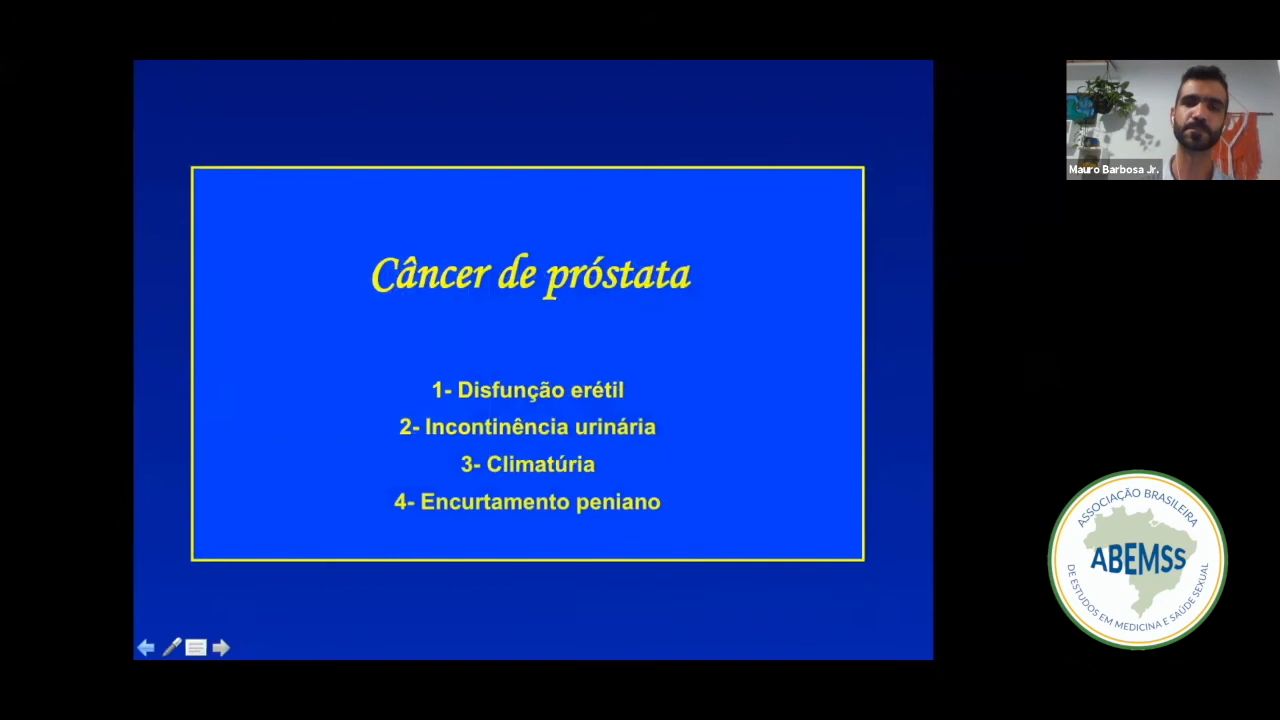 Câncer de próstata
1- Disfunção erétil
2- Incontinência urinária
3- Climatúria
4- Encurtamento peniano
Mauro Barbosa Jr.
ASSOCIAÇÃO BRASILEIRA
ABEMSS
DE ESTUDOS EM MEDICINA E SAÚDE SEXUAL